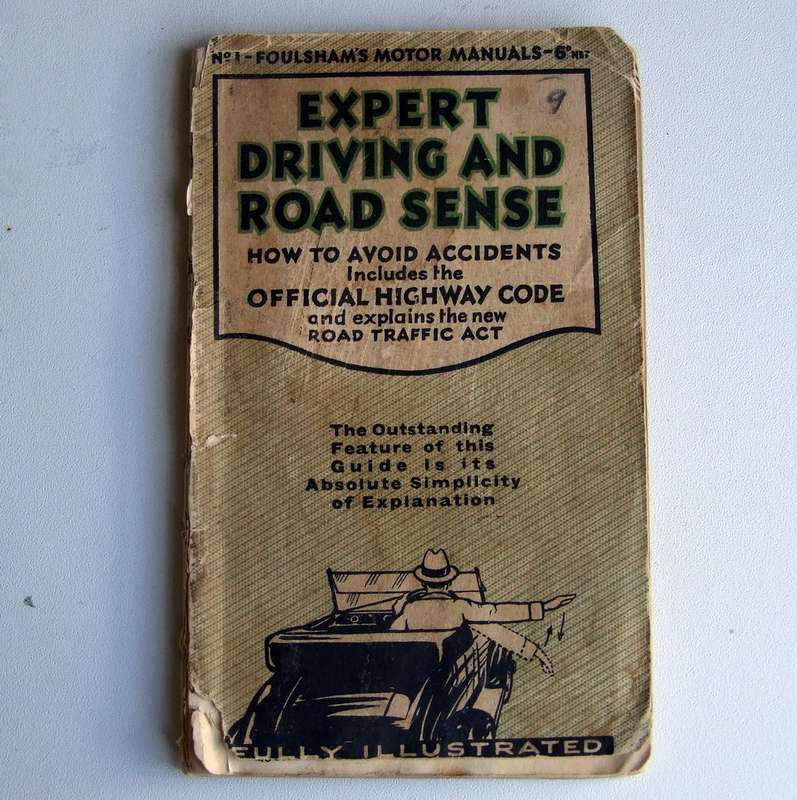 Nº 1 - FOULSHAM'S MOTOR MANUALS - 6ᴰ NET
9
EXPERT
DRIVING AND
ROAD SENSE
HOW TO AVOID ACCIDENTS
Includes the
OFFICIAL HIGHWAY CODE
and explains the new
ROAD TRAFFIC ACT
The Outstanding
Feature of this
Guide is its
Absolute Simplicity
of Explanation
FULLY ILLUSTRATED